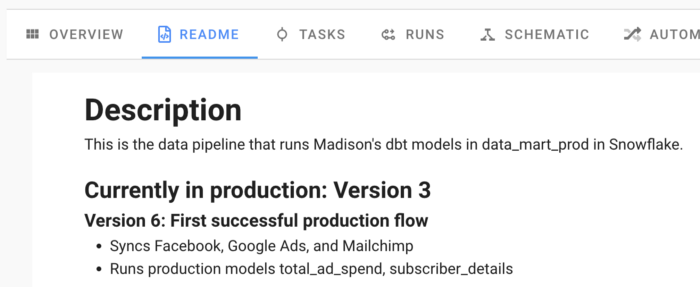 OVERVIEW README TASKS RUNS SCHEMATIC AUTOM
Description
This is the data pipeline that runs Madison's dbt models in data_mart_prod in Snowflake.
Currently in production: Version 3
Version 6: First successful production flow
• Syncs Facebook, Google Ads, and Mailchimp
• Runs production models total_ad_spend, subscriber_details